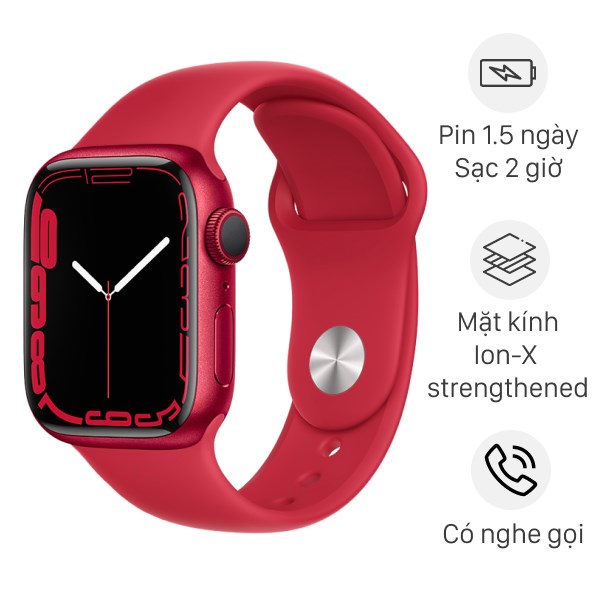 Pin 1.5 ngày
Sạc 2 giờ
Mặt kính
Ion-X
strengthened
Có nghe gọi